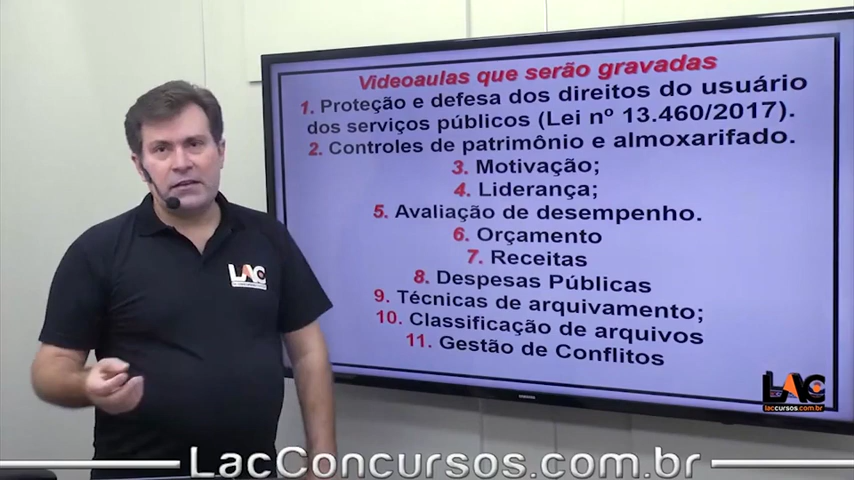 Videoaulas que serão gravadas
1. Proteção e defesa dos direitos do usuário
dos serviços públicos (Lei nº 13.460/2017).
2. Controles de patrimônio e almoxarifado.
3. Motivação;
4. Liderança;
5. Avaliação de desempenho.
6. Orçamento
7. Receitas
8. Despesas Públicas
9. Técnicas de arquivamento;
10. Classificação de arquivos
11. Gestão de Conflitos
LAC
LAC
laccursos.com.br
LacConcursos.com.br